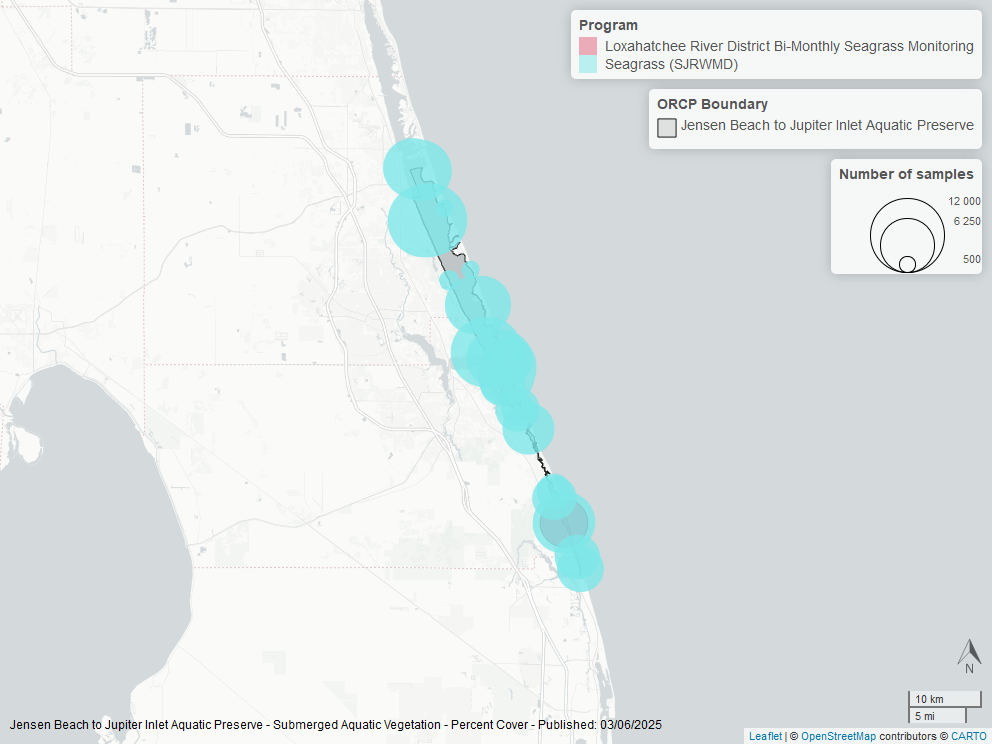 Program
Loxahatchee River District Bi-Monthly Seagrass Monitoring
Seagrass (SJRWMD)
ORCP Boundary
Jensen Beach to Jupiter Inlet Aquatic Preserve
Number of samples
12 000
6 250
500
N
10 km
5 mi
Jensen Beach to Jupiter Inlet Aquatic Preserve - Submerged Aquatic Vegetation - Percent Cover - Published: 03/06/2025
Leaflet | © OpenStreetMap contributors © CARTO